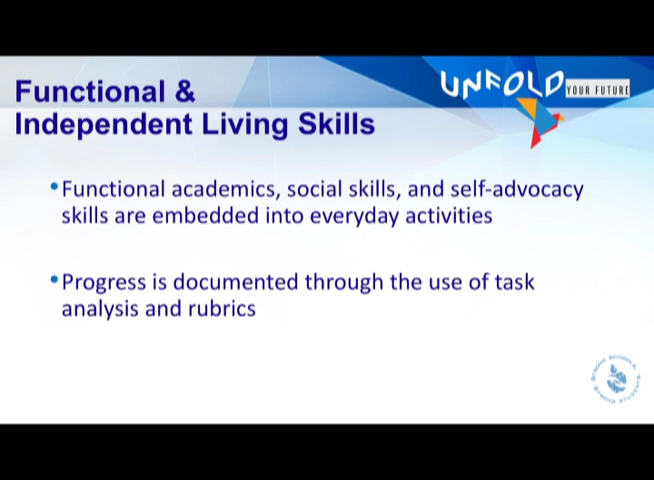 UNFOLD
YOUR FUTURE
Functional &
Independent Living Skills
•Functional academics, social skills, and self-advocacy
skills are embedded into everyday activities
•Progress is documented through the use of task
analysis and rubrics